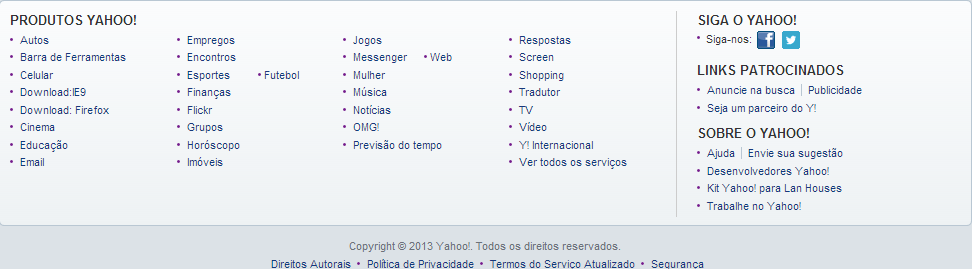 PRODUTOS YAHOO!
Autos
Barra de Ferramentas
Celular
Download:IE9
Download: Firefox
Cinema
Educação
Email
Empregos
Encontros
Esportes • Futebol
Finanças
Flickr
Grupos
Horóscopo
Imóveis
Jogos
Messenger • Web
Mulher
Música
Notícias
OMG!
Previsão do tempo
Respostas
Screen
Shopping
Tradutor
TV
Vídeo
Y! Internacional
Ver todos os serviços
SIGA O YAHOO!
Siga-nos:
LINKS PATROCINADOS
Anuncie na busca | Publicidade
Seja um parceiro do Y!
SOBRE O YAHOO!
Ajuda | Envie sua sugestão
Desenvolvedores Yahoo!
Kit Yahoo! para Lan Houses
Trabalhe no Yahoo!
Copyright © 2013 Yahoo!. Todos os direitos reservados.
Direitos Autorais • Política de Privacidade • Termos do Serviço Atualizado • Segurança